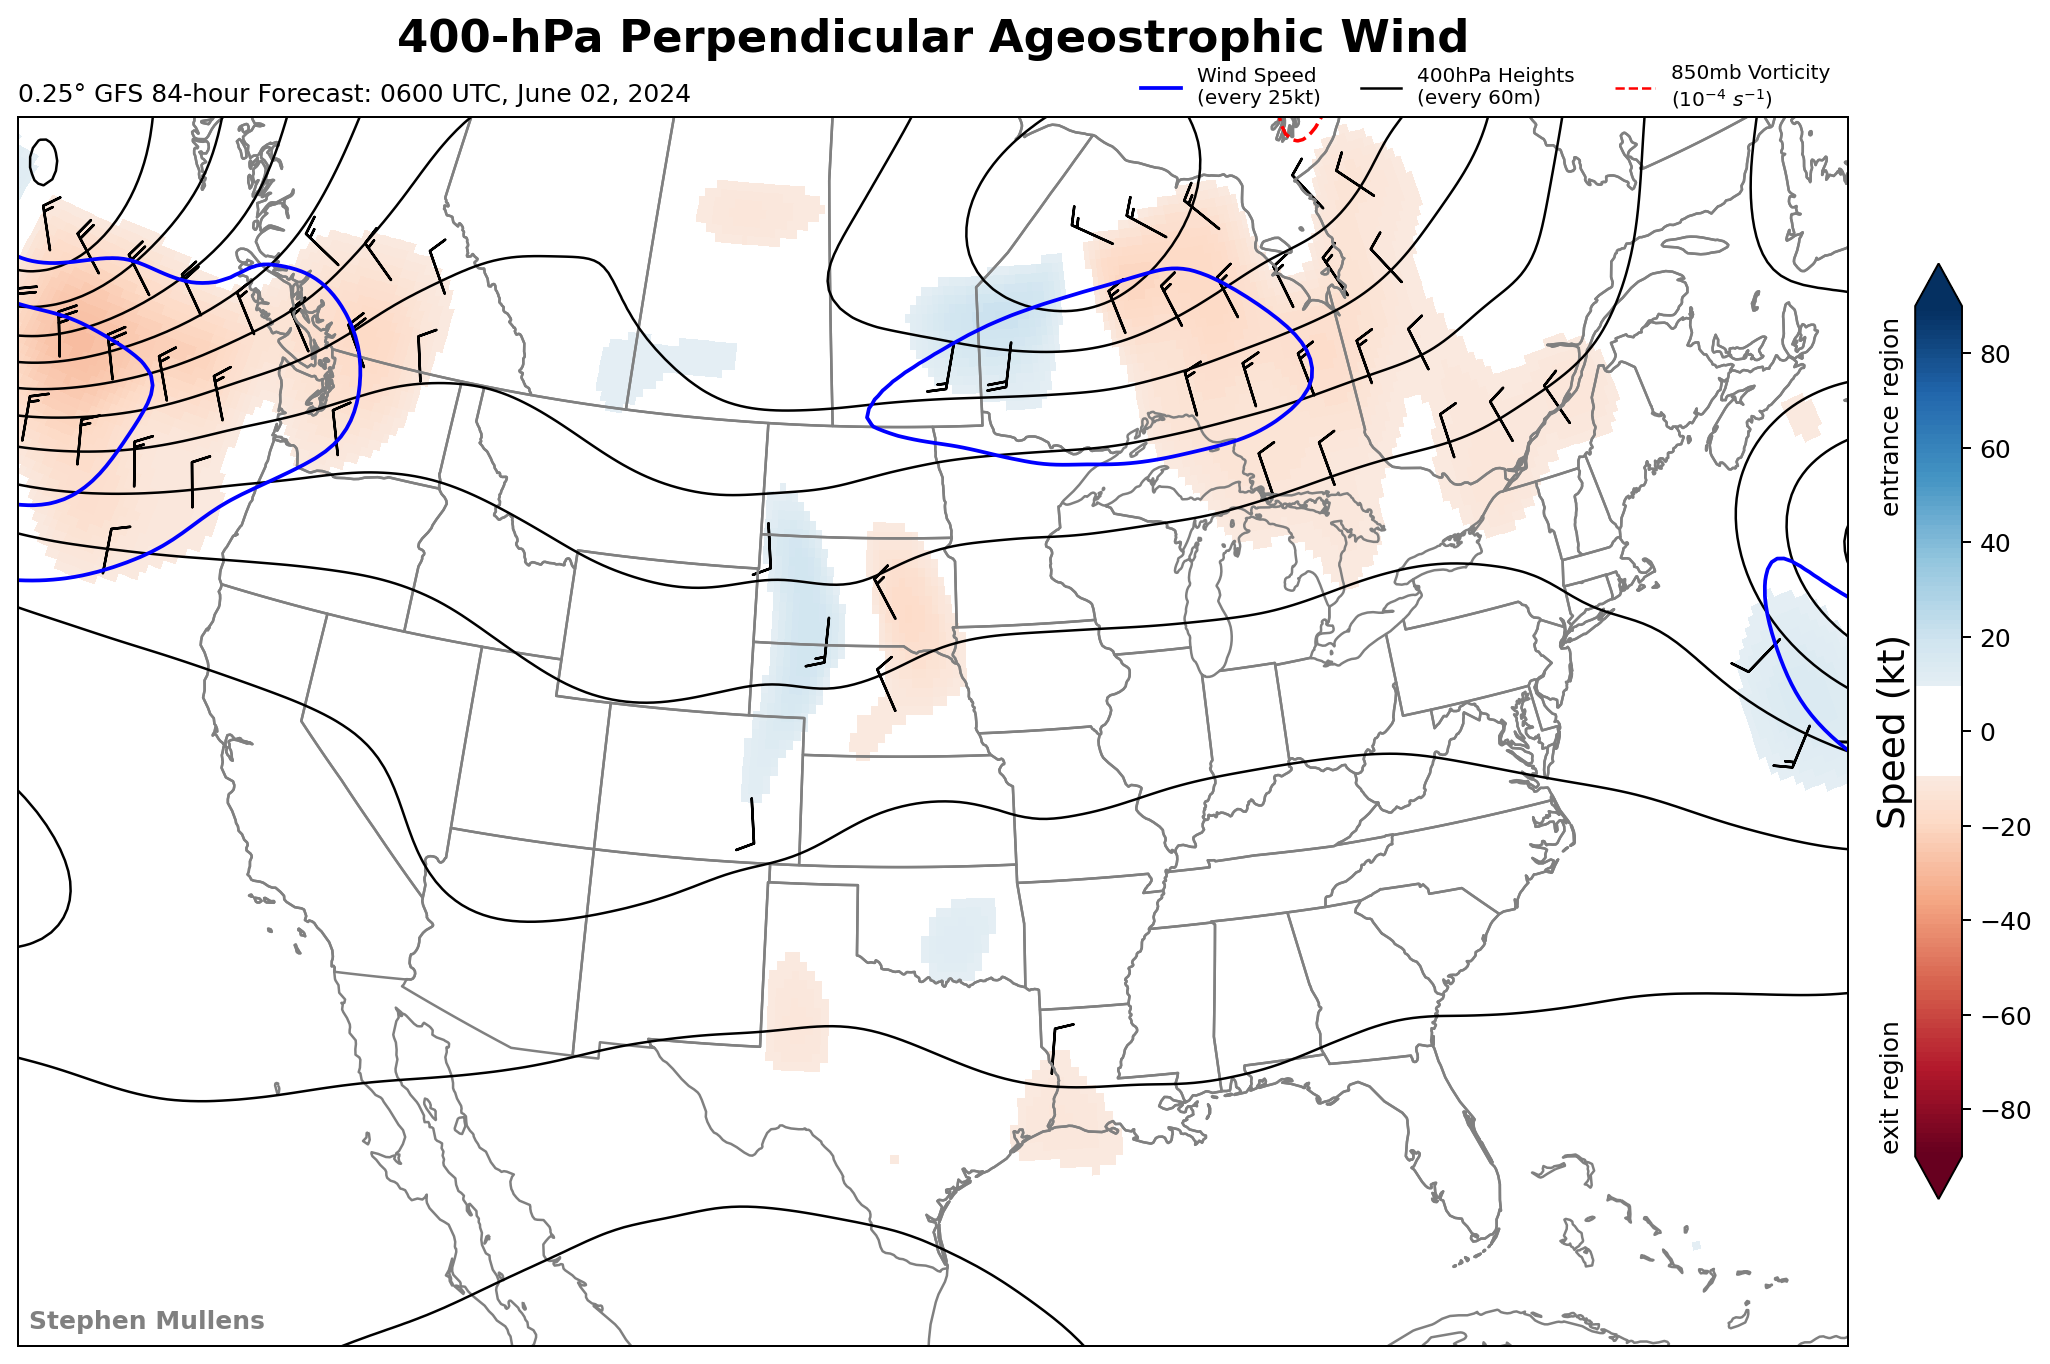 400-hPa Perpendicular Ageostrophic Wind
0.25° GFS 84-hour Forecast: 0600 UTC, June 02, 2024
Wind Speed
(every 25kt)
400hPa Heights
(every 60m)
850mb Vorticity
(10⁻⁴ s⁻¹)
entrance region
Speed (kt)
exit region
80
60
40
20
0
−20
−40
−60
−80
Stephen Mullens